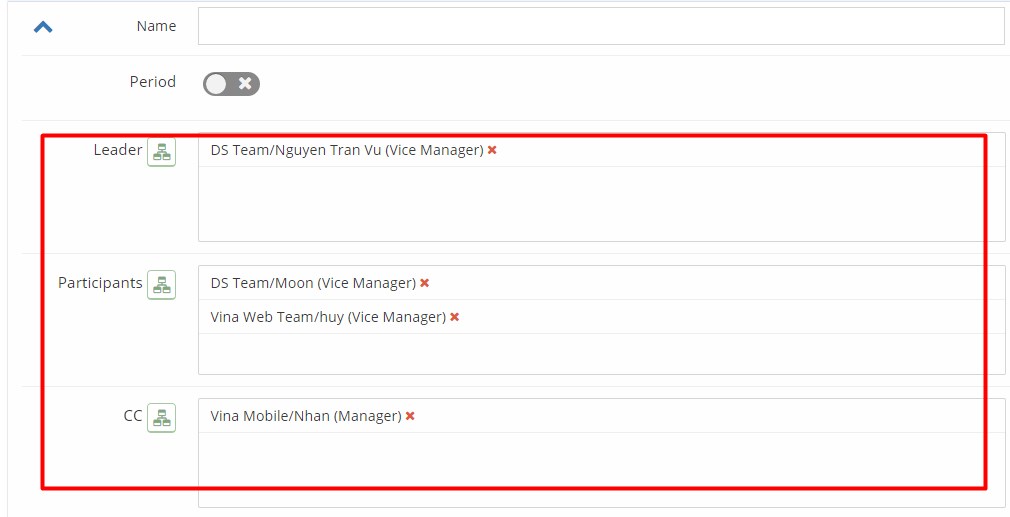 Name
Period
Leader
DS Team/Nguyen Tran Vu (Vice Manager)
Participants
DS Team/Moon (Vice Manager)
Vina Web Team/huy (Vice Manager)
CC
Vina Mobile/Nhan (Manager)